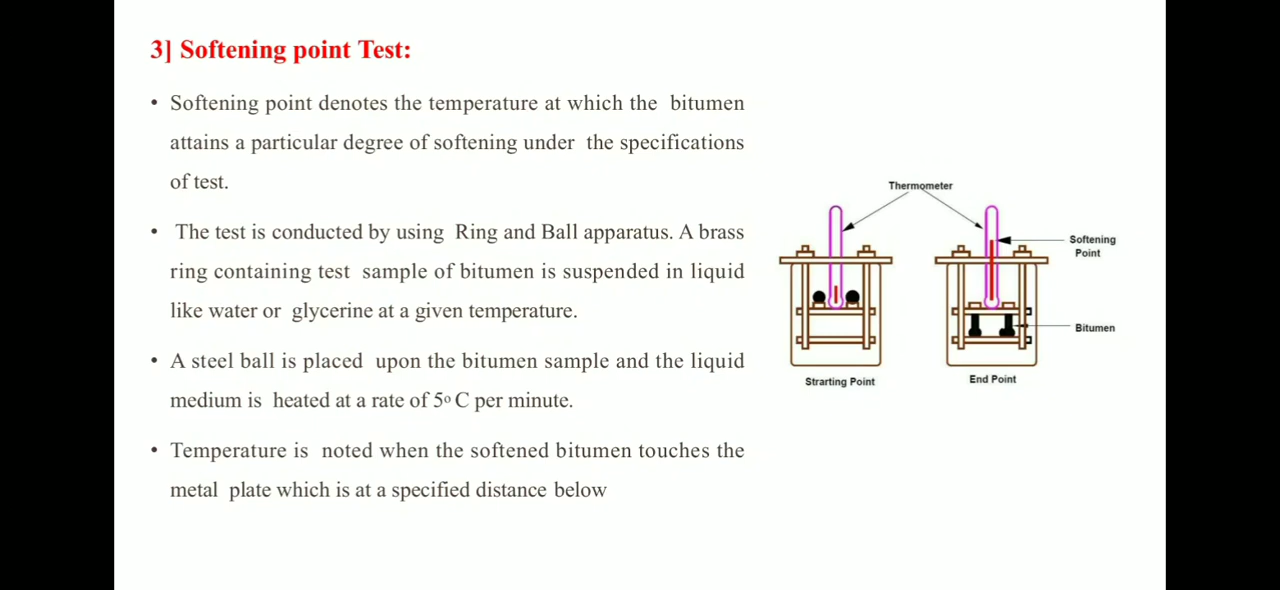 3] Softening point Test:
• Softening point denotes the temperature at which the bitumen
attains a particular degree of softening under the specifications
of test.
• The test is conducted by using Ring and Ball apparatus. A brass
ring containing test sample of bitumen is suspended in liquid
like water or glycerine at a given temperature.
• A steel ball is placed upon the bitumen sample and the liquid
medium is heated at a rate of 5º C per minute.
• Temperature is noted when the softened bitumen touches the
metal plate which is at a specified distance below
Thermometer
Softening
Point
Bitumen
Strarting Point
End Point